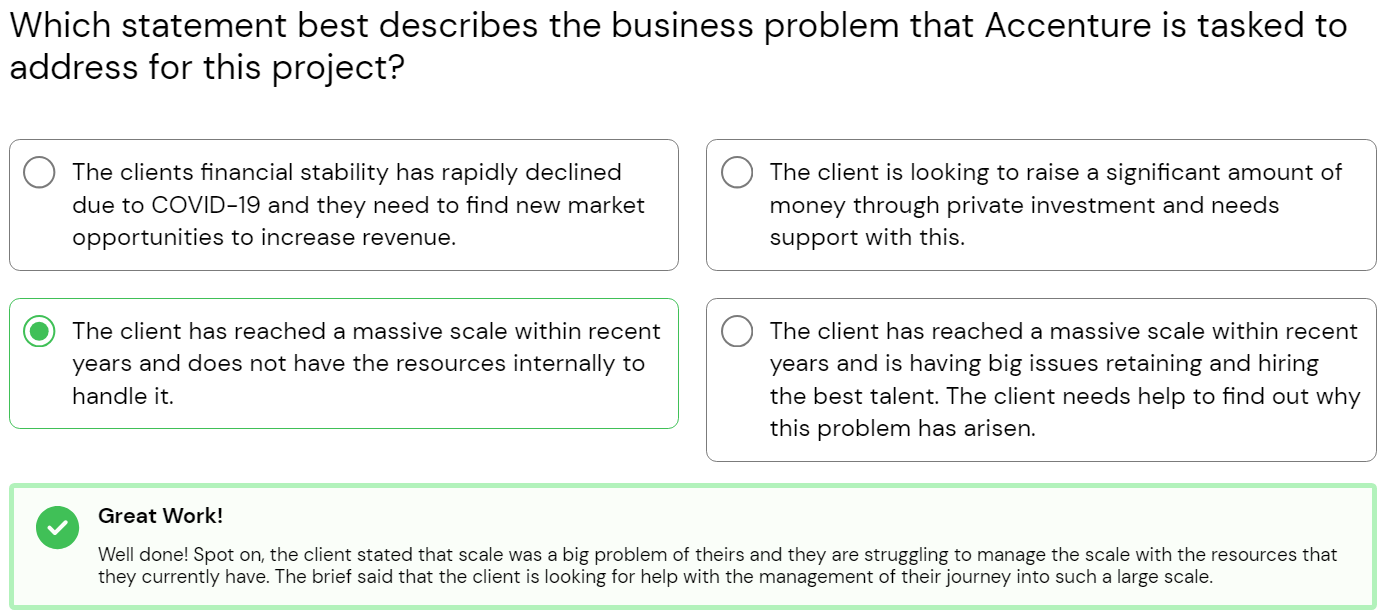 Which statement best describes the business problem that Accenture is tasked to
address for this project?
The clients financial stability has rapidly declined
due to COVID-19 and they need to find new market
opportunities to increase revenue.
The client is looking to raise a significant amount of
money through private investment and needs
support with this.
The client has reached a massive scale within recent
years and does not have the resources internally to
handle it.
The client has reached a massive scale within recent
years and is having big issues retaining and hiring
the best talent. The client needs help to find out why
this problem has arisen.
Great Work!
Well done! Spot on, the client stated that scale was a big problem of theirs and they are struggling to manage the scale with the resources that
they currently have. The brief said that the client is looking for help with the management of their journey into such a large scale.